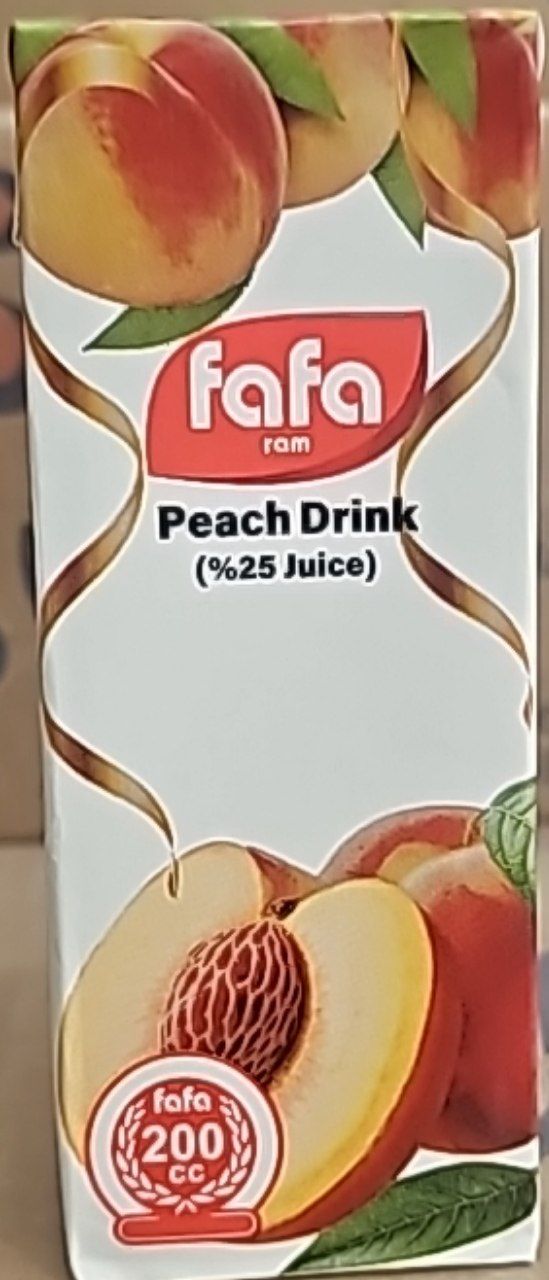 fafa
ram
Peach Drink
(%25 Juice)
fafa
200
cc